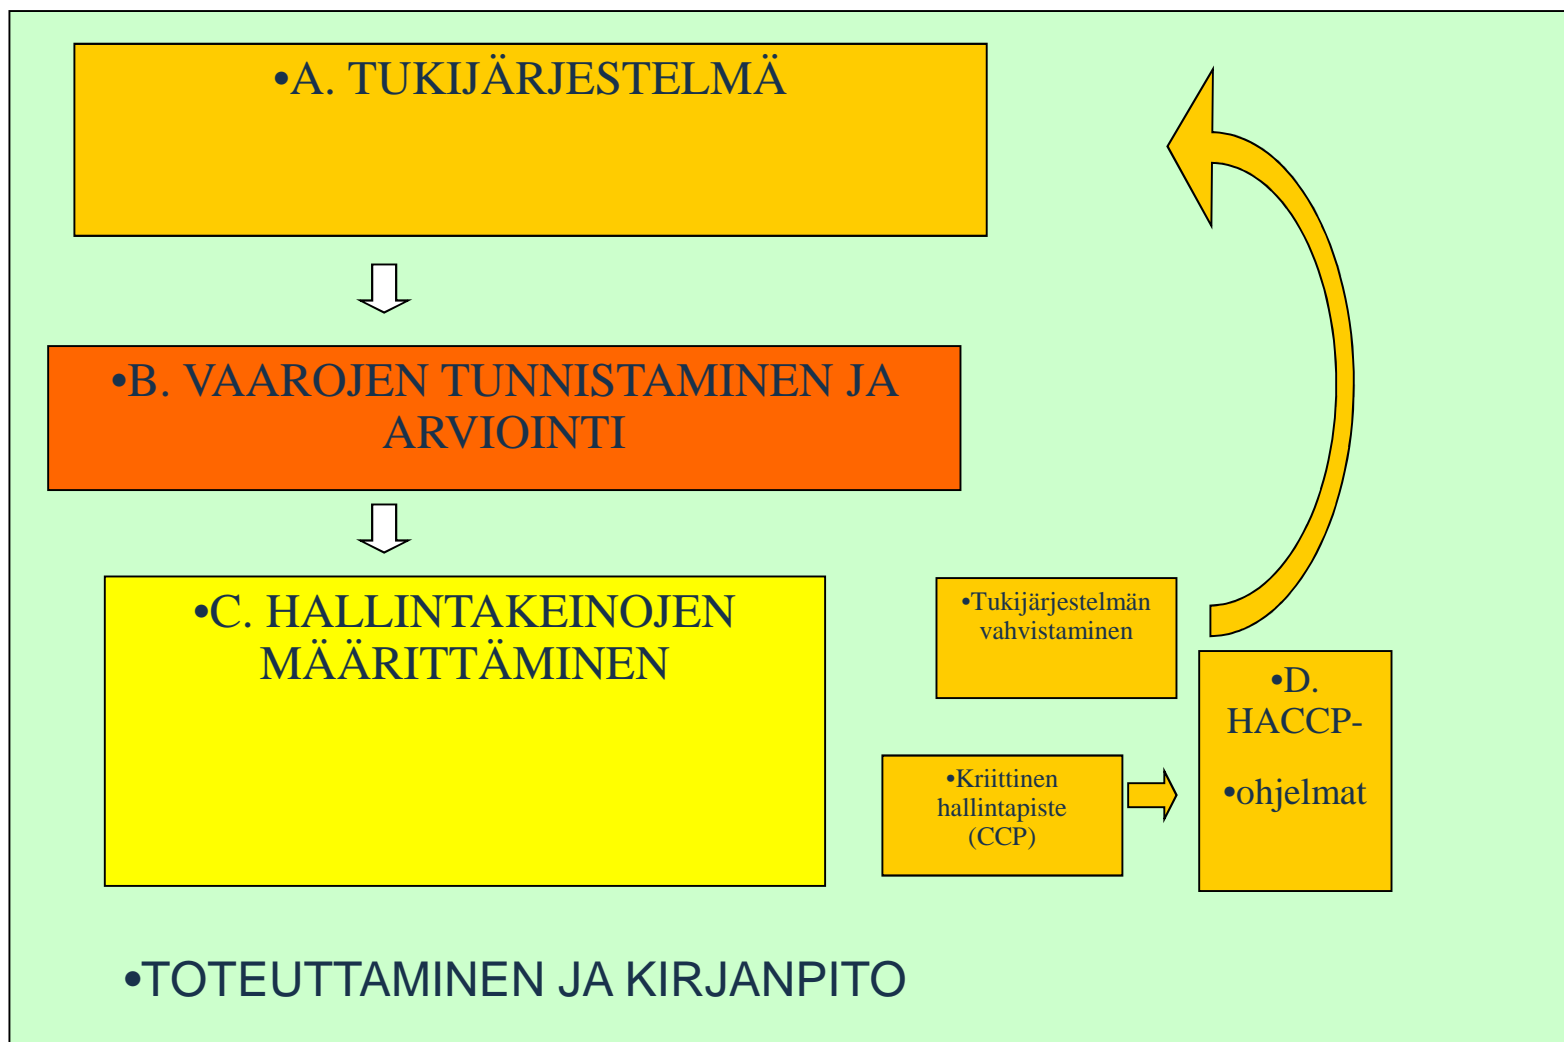 •A. TUKIJÄRJESTELMÄ
•B. VAAROJEN TUNNISTAMINEN JA
ARVIOINTI
•C. HALLINTAKEINOJEN
MÄÄRITTÄMINEN
•Tukijärjestelmän
vahvistaminen
•Kriittinen
hallintapiste
(CCP)
•D.
HACCP-
•ohjelmat
•TOTEUTTAMINEN JA KIRJANPITO